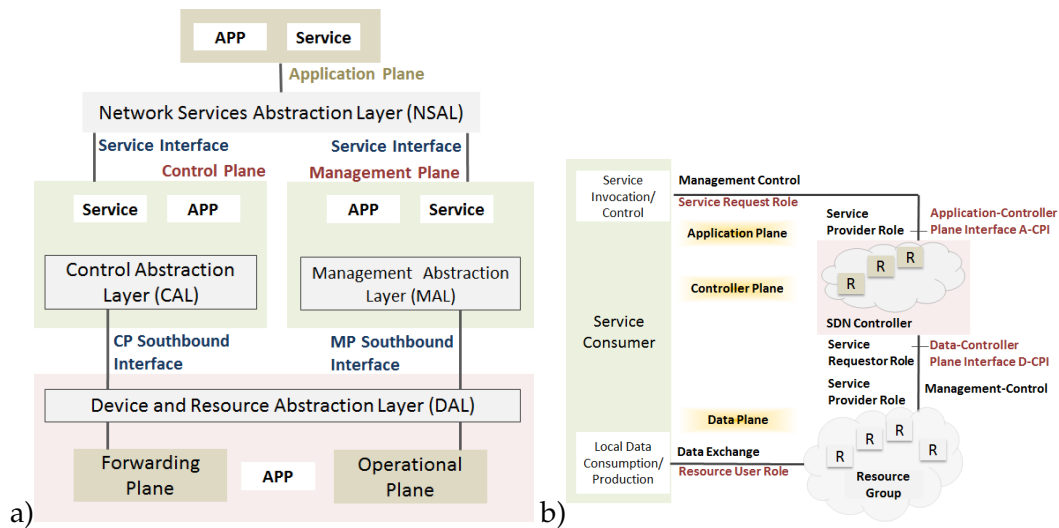 APP
Service
Application Plane
Network Services Abstraction Layer (NSAL)
Service Interface
Service Interface
Control Plane
Management Plane
Service
APP
APP
Service
Control Abstraction
Layer (CAL)
Management Abstraction
Layer (MAL)
CP Southbound
Interface
MP Southbound
Interface
Device and Resource Abstraction Layer (DAL)
Forwarding
Plane
APP
Operational
Plane
a)
Service
Invocation/
Control
Management Control
Service Request Role
Application Plane
Service
Provider Role
Application-Controller
Plane Interface A-CPI
Controller Plane
R
R
R
SDN Controller
Service
Consumer
Service
Requestor Role
Data-Controller
Plane Interface D-CPI
Service
Provider Role
Management-Control
Data Plane
R
R
R
R
Local Data
Consumption/
Production
Data Exchange
Resource User Role
Resource
Group
b)